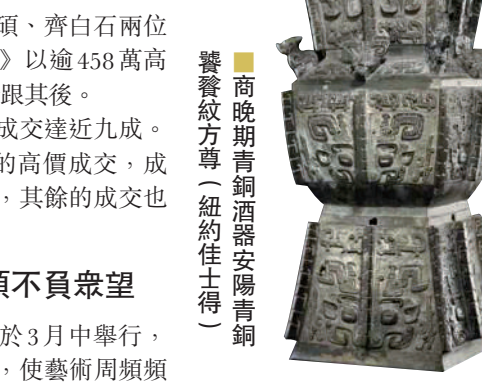 碩、齊白石兩位
》以逾458萬高
跟其後。
成交達近九成。
的高價成交，成
，其餘的成交也
頂不負衆望
於3月中舉行，
，使藝術周頻頻
■商晚期青銅酒器安陽青銅
饕餮紋方尊（紐約佳士得）